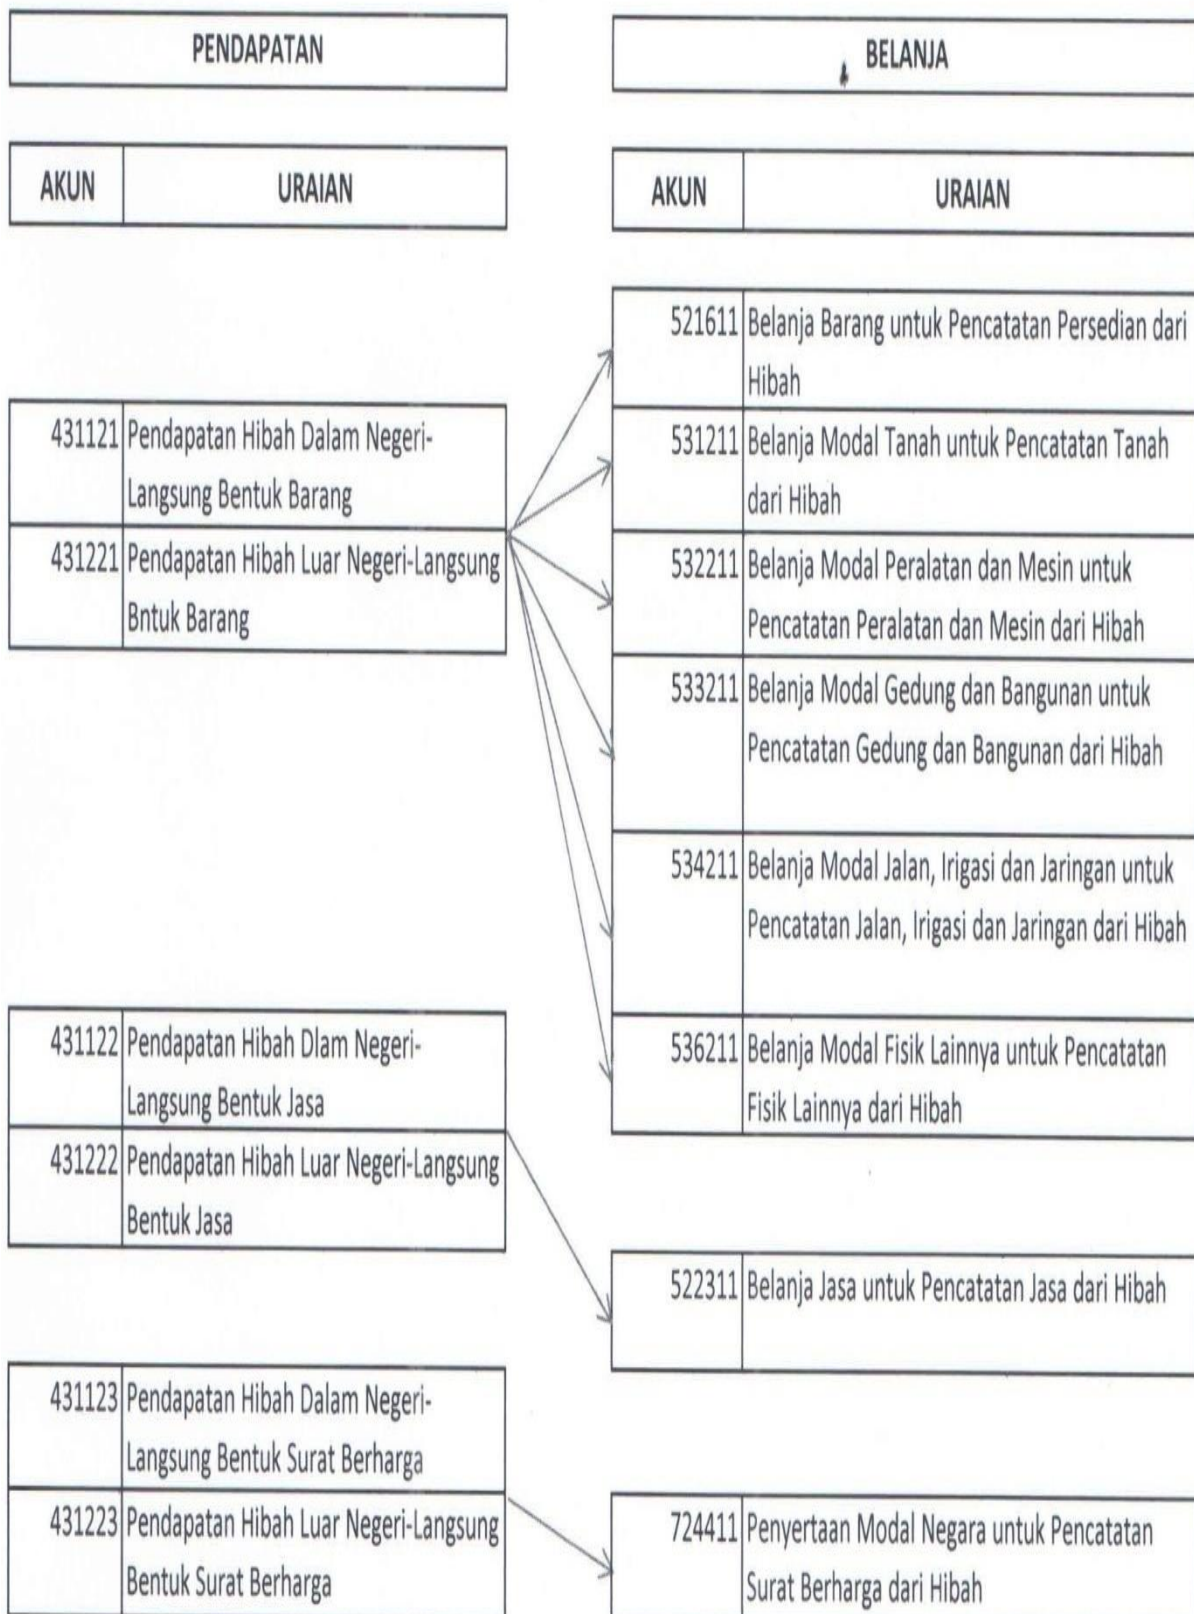 PENDAPATAN
BELANJA
AKUN URAIAN
AKUN URAIAN
521611 Belanja Barang untuk Pencatatan Persedian dari
Hibah
431121 Pendapatan Hibah Dalam Negeri-
Langsung Bentuk Barang
531211 Belanja Modal Tanah untuk Pencatatan Tanah
dari Hibah
431221 Pendapatan Hibah Luar Negeri-Langsung
Bntuk Barang
532211 Belanja Modal Peralatan dan Mesin untuk
Pencatatan Peralatan dan Mesin dari Hibah
533211 Belanja Modal Gedung dan Bangunan untuk
Pencatatan Gedung dan Bangunan dari Hibah
534211 Belanja Modal Jalan, Irigasi dan Jaringan untuk
Pencatatan Jalan, Irigasi dan Jaringan dari Hibah
431122 Pendapatan Hibah Dlam Negeri-
Langsung Bentuk Jasa
536211 Belanja Modal Fisik Lainnya untuk Pencatatan
Fisik Lainnya dari Hibah
431222 Pendapatan Hibah Luar Negeri-Langsung
Bentuk Jasa
522311 Belanja Jasa untuk Pencatatan Jasa dari Hibah
431123 Pendapatan Hibah Dalam Negeri-
Langsung Bentuk Surat Berharga
431223 Pendapatan Hibah Luar Negeri-Langsung
Bentuk Surat Berharga
724411 Penyertaan Modal Negara untuk Pencatatan
Surat Berharga dari Hibah